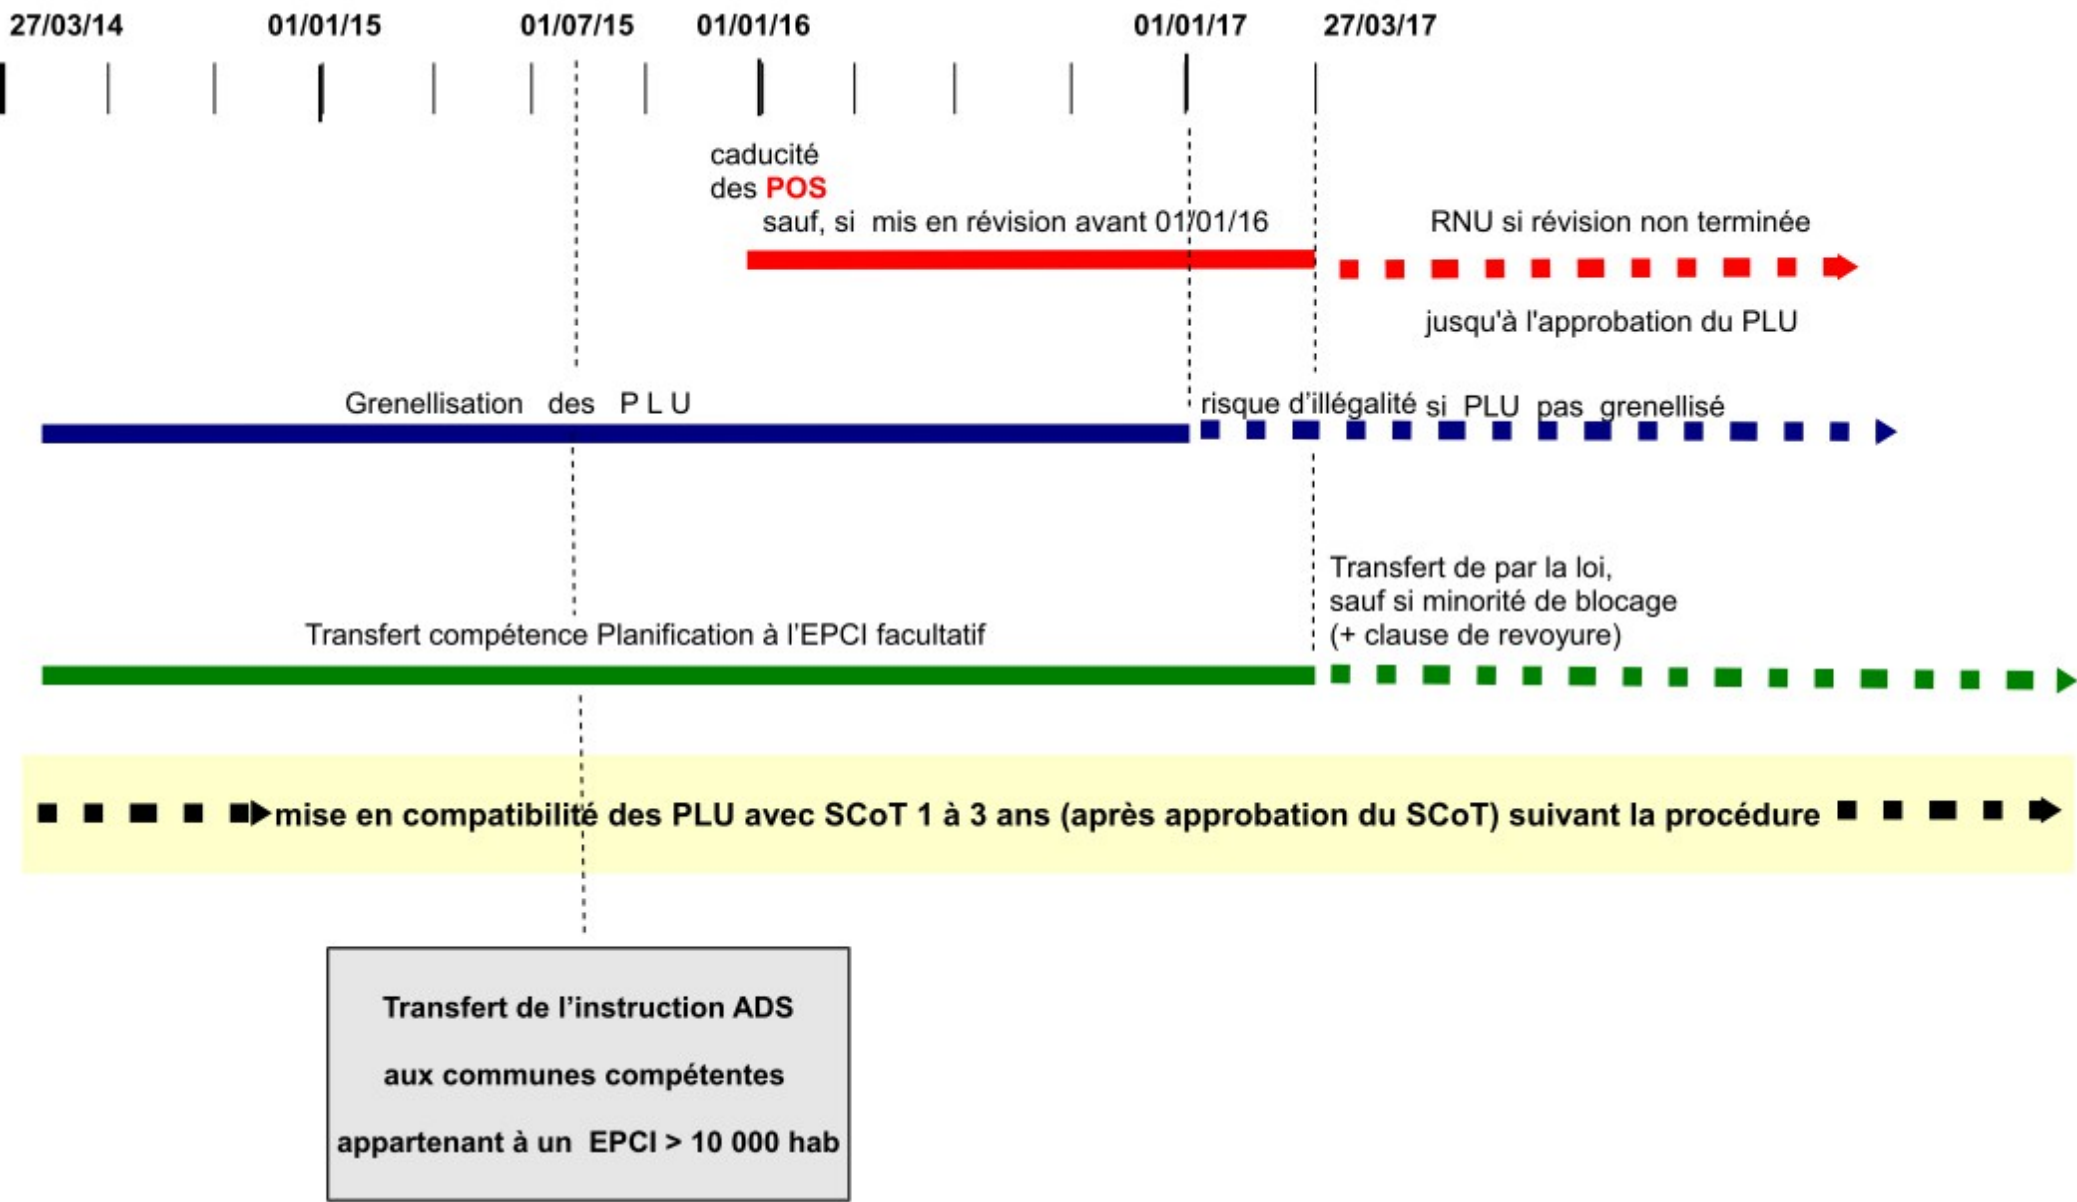 27/03/14 01/01/15 01/07/15 01/01/16 01/01/17 27/03/17
caducité
des POS
sauf, si mis en révision avant 01/01/16
RNU si révision non terminée
jusqu'à l'approbation du PLU
Grenellisation des P L U
risque d'illégalité si PLU pas grenellisé
Transfert de par la loi,
sauf si minorité de blocage
(+ clause de revoyure)
Transfert compétence Planification à l'EPCI facultatif
mise en compatibilité des PLU avec SCoT 1 à 3 ans (après approbation du SCoT) suivant la procédure
Transfert de l'instruction ADS
aux communes compétentes
appartenant à un EPCI > 10 000 hab